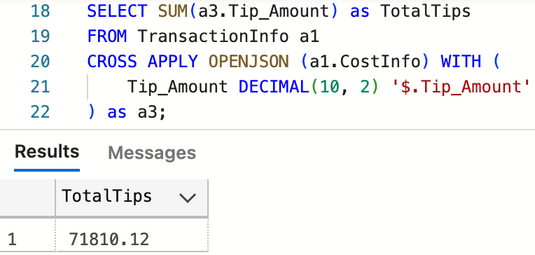 18 SELECT SUM(a3.Tip_Amount) as TotalTips
19 FROM TransactionInfo a1
20 CROSS APPLY OPENJSON (a1.CostInfo) WITH (
21 Tip_Amount DECIMAL(10, 2) '$.Tip_Amount'
22 ) as a3;
Results Messages
TotalTips
1 71810.12